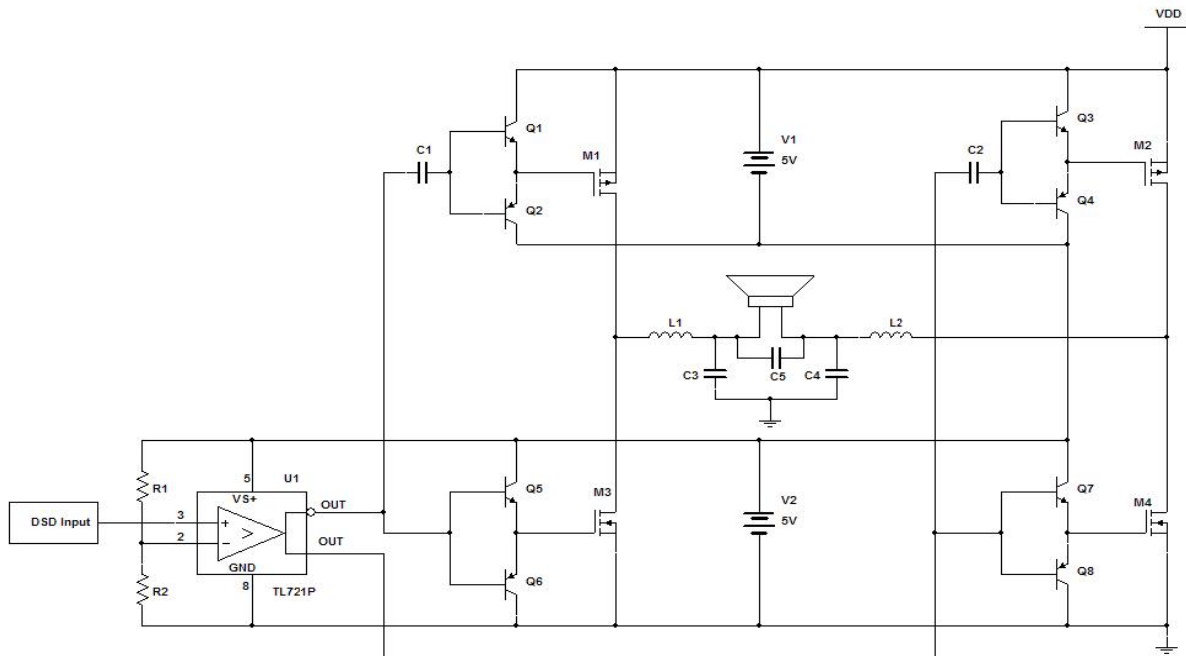 VDD
Q1
Q3
C1
M1
V1
5V
C2
M2
Q2
Q4
L1
L2
C3
C5
C4
5
U1
R1
VS+
OUT
Q5
M3
V2
5V
Q7
M4
DSD Input
3
+
>
2
−
OUT
GND
R2
8
TL721P
Q6
Q8